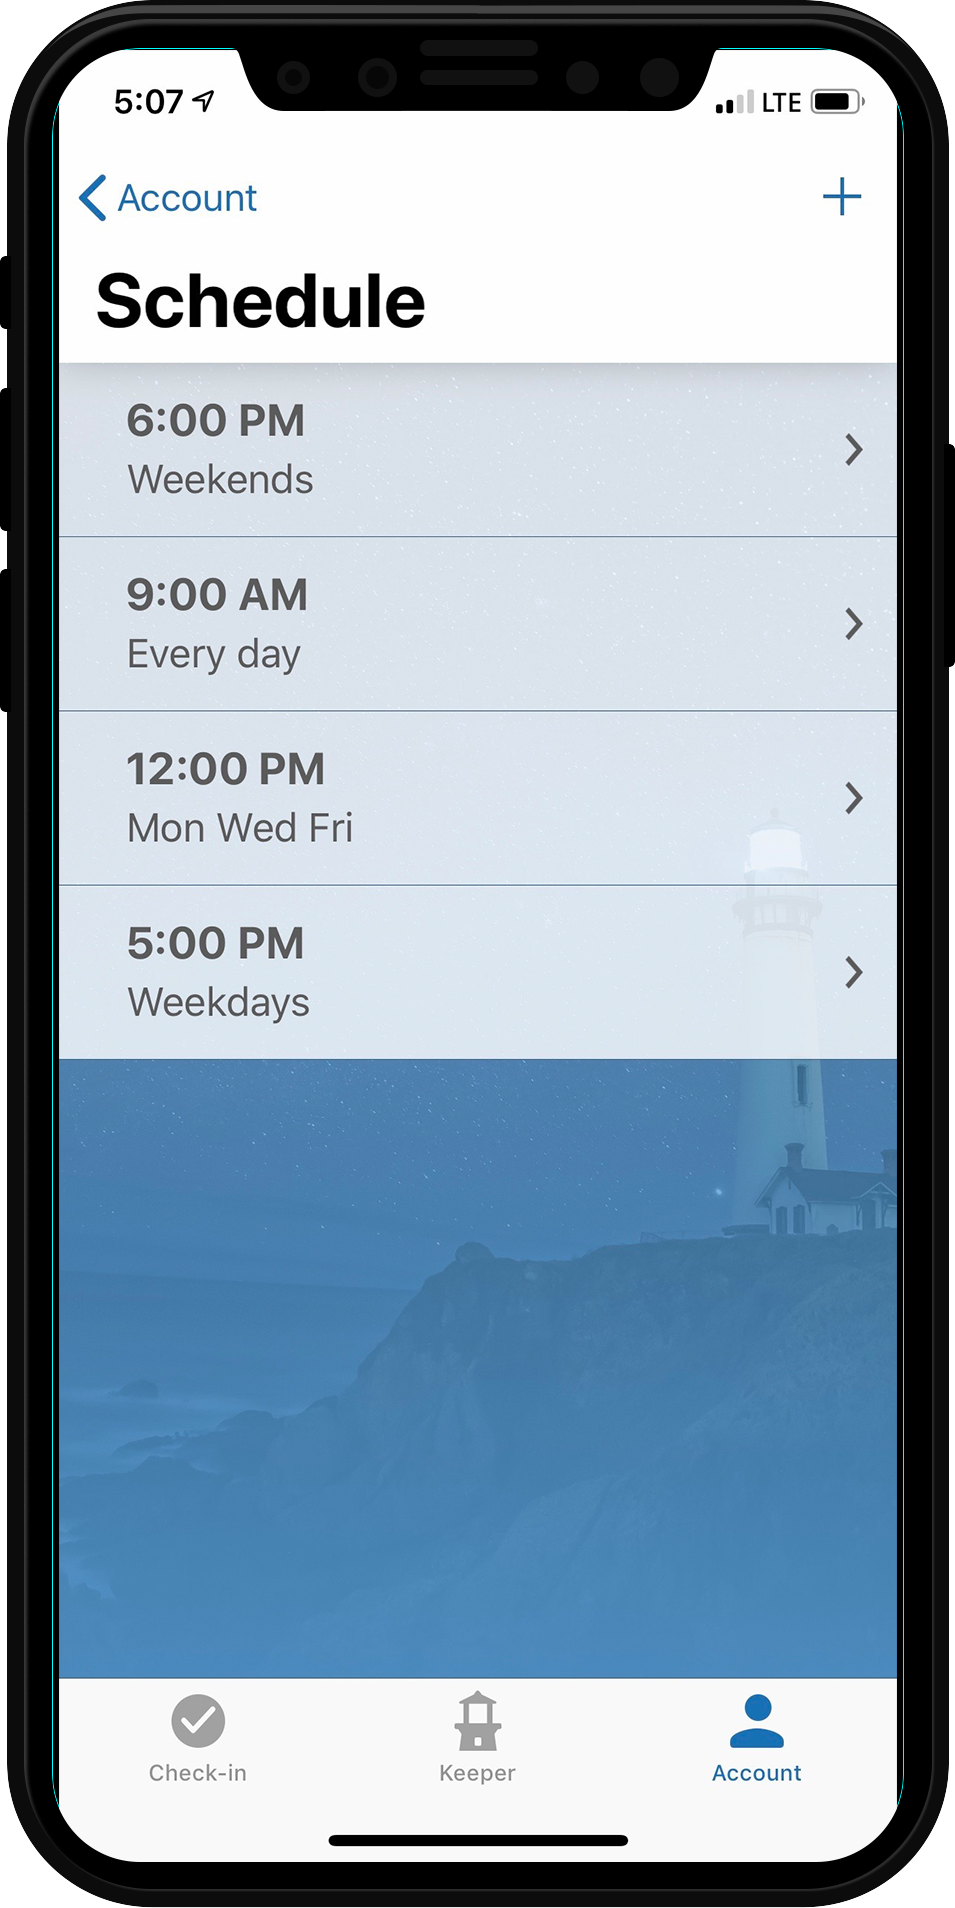 5:07 LTE
Account
Schedule
6:00 PM
Weekends
9:00 AM
Every day
12:00 PM
Mon Wed Fri
5:00 PM
Weekdays
Check-in Keeper Account